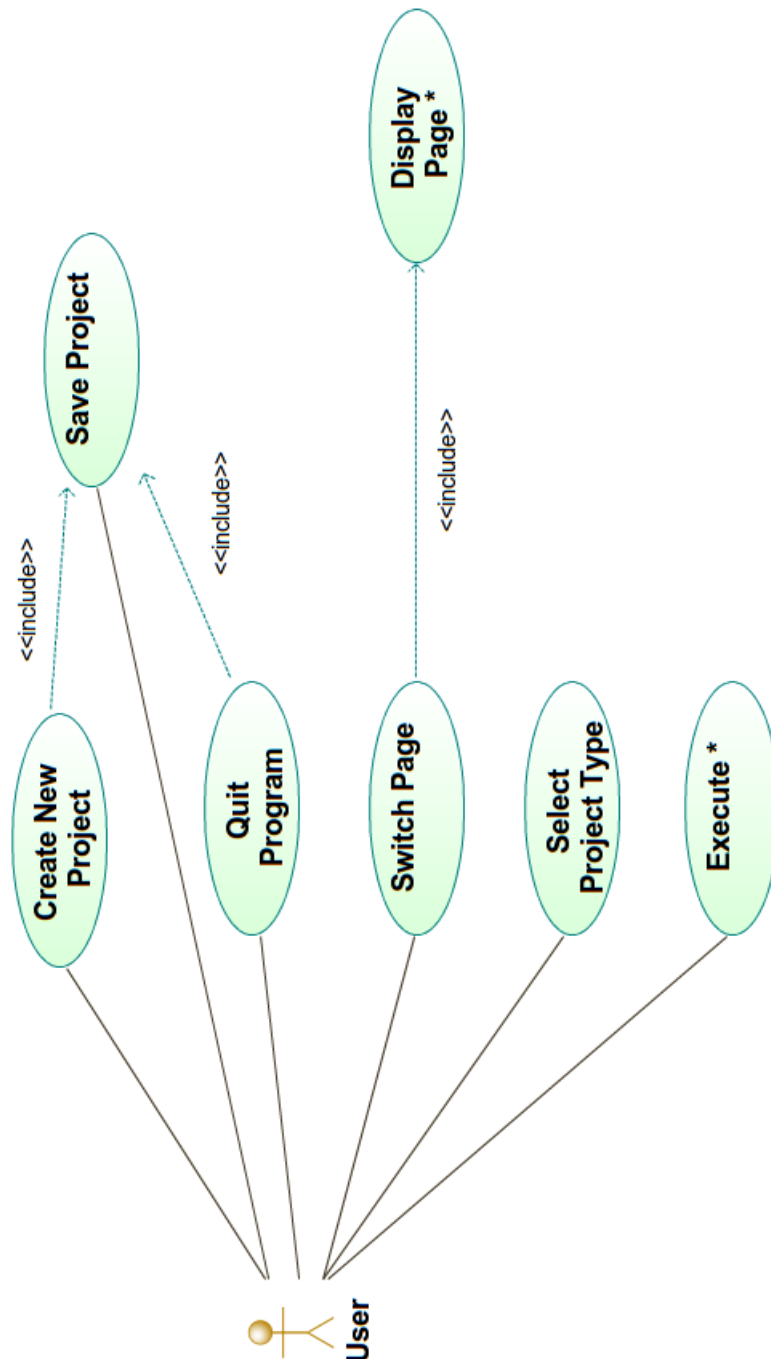 Create New
Project
<<include>>
Save Project
Quit
Program
<<include>>
Switch Page
<<include>>
Display
Page *
Select
Project Type
Execute *
User